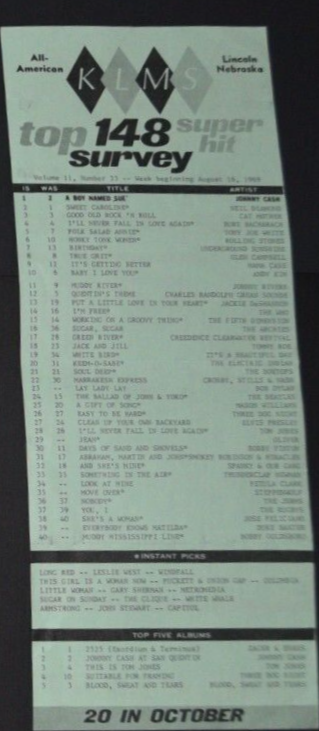 All-American
Lincoln Nebraska
KLMS
top 148 super hit survey
Volume 11, Number 33 -- Week beginning August 16, 1969
IS WAS TITLE ARTIST
1 2 A BOY NAMED SUE JOHNNY CASH
2 1 SWEET CAROLINE* NEIL DIAMOND
3 3 GOOD OLD ROCK 'N ROLL CAT MOTHER
4 4 I'LL NEVER FALL IN LOVE AGAIN* BURT BACHARACH
5 7 POLK SALAD ANNIE* TONY JOE WHITE
6 HONKY TONK WOMEN* ROLLING STONES
7 BIRTHDAY* UNDERGROUND SUNSHINE
8 8 TRUE GRIT* GLEN CAMPBELL
9 IT'S GETTING BETTER MAMA CASS
10 6 BABY I LOVE YOU* ANDY KIM
11 9 MUDDY RIVER* JOHNNY RIVERS
12 5 QUENTIN'S THEME CHARLES RANDOLPH GREAN SOUNDE
13 19 PUT A LITTLE LOVE IN YOUR HEART* JACKIE DeSHANNON
14 16 I'M FREE* THE WHO
WORKING ON A GROOVY THING* THE FIFTH DIMENSION
16 36 SUGAR, SUGAR THE ARCHIES
17 28 GREEN RIVER* CREEDENCE CLEARWATER REVIVAL
18 JACK AND JILL TOMMY ROE
19 34 WHITE BIRD* IT'S A BEAUTIFUL DAY
KEEM-O-SABE* THE ELECTRIC INDIAN
21 21 SOUL DEEP* THE BOXTOPS
22 30 MARRAKESH EXPRESS CROSBY, STILLS & NASH
23 -- LAY LADY LAY BOB DYLAN
24 15 THE BALLAD OF JOHN & YOKO* THE BEATLES
25 20 A GIFT OF SONG* MASON WILLIAMS
26 EASY TO BE HARD* THREE DOG NIGHT
27 CLEAN UP YOUR OWN BACKYARD ELVIS PRESLEY
28 I'LL NEVER FALL IN LOVE AGAIN* TOM JONES
29 -- JEAN* OLIVER
30 11 DAYS OF SAND AND SHOVELS* BOBBY VINTON
31 ABRAHAM, MARTIN AND JOHN* SMOKEY ROBINSON & MIRACLES
32 18 AND SHE'S MINE* SPANKY & OUR GANG
33 SOMETHING IN THE AIR* THUNDERCLAP NEWMAN
34 -- LOOK AT MINE PETULA CLARK
35 -- MOVE OVER* STEPPENWOLF
36 37 NOBODY*
37 39 YOU, I THE RUGBYS
38 40 SHE'S A WOMAN* JOSE FELICIANO
39 -- EVERYBODY KNOWS MATILDA* DUKE BAXTER
40 -- MUDDY MISSISSIPPI LINE* BOBBY GOLDSBORO
*INSTANT PICKS
LONG RED -- LESLIE WEST -- WINDFALL
THIS GIRL IS A WOMAN NOW -- PUCKETT & UNION GAP -- COLUMBIA
LITTLE WOMAN -- GARY SHERMAN -- METROMEDIA
SUGAR ON SUNDAY -- THE CLIQUE -- WHITE WHALE
ARMSTRONG -- JOHN STEWART -- CAPITOL
TOP FIVE ALBUMS
1 1 2525 (Exordium & Terminus) ZAGER & EVANS
2 2 JOHNNY CASH AT SAN QUENTIN JOHNNY CASH
3 4 THIS IS TOM JONES TOM JONES
4 10 SUITABLE FOR FRAMING THREE DOG NIGHT
5 3 BLOOD, SWEAT AND TEARS BLOOD, SWEAT AND TEARS
20 IN OCTOBER